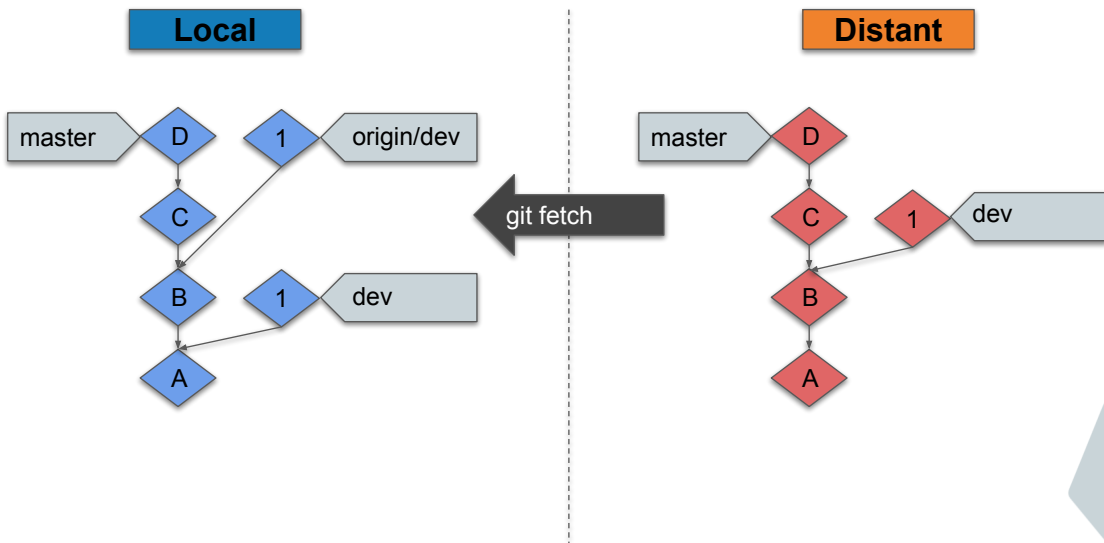 Local
Distant
master
D
1
origin/dev
master
D
C
git fetch
C
1
dev
B
1
dev
B
A
A